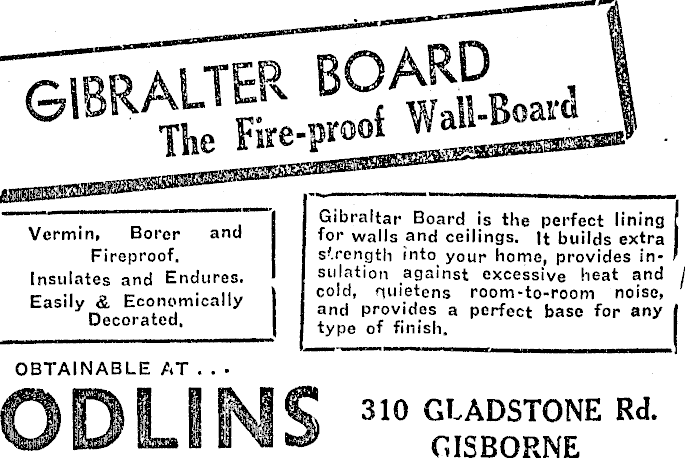 GIBRALTER BOARD
The Fire-proof Wall-Board
Vermin, Borer and
Fireproof.
Insulates and Endures.
Easily & Economically
Decorated.
Gibraltar Board is the perfect lining
for walls and ceilings. It builds extra
strength into your home, provides in-
sulation against excessive heat and
cold, quietens room-to-room noise,
and provides a perfect base for any
type of finish.
OBTAINABLE AT ...
ODLINS
310 GLADSTONE Rd.
GISBORNE